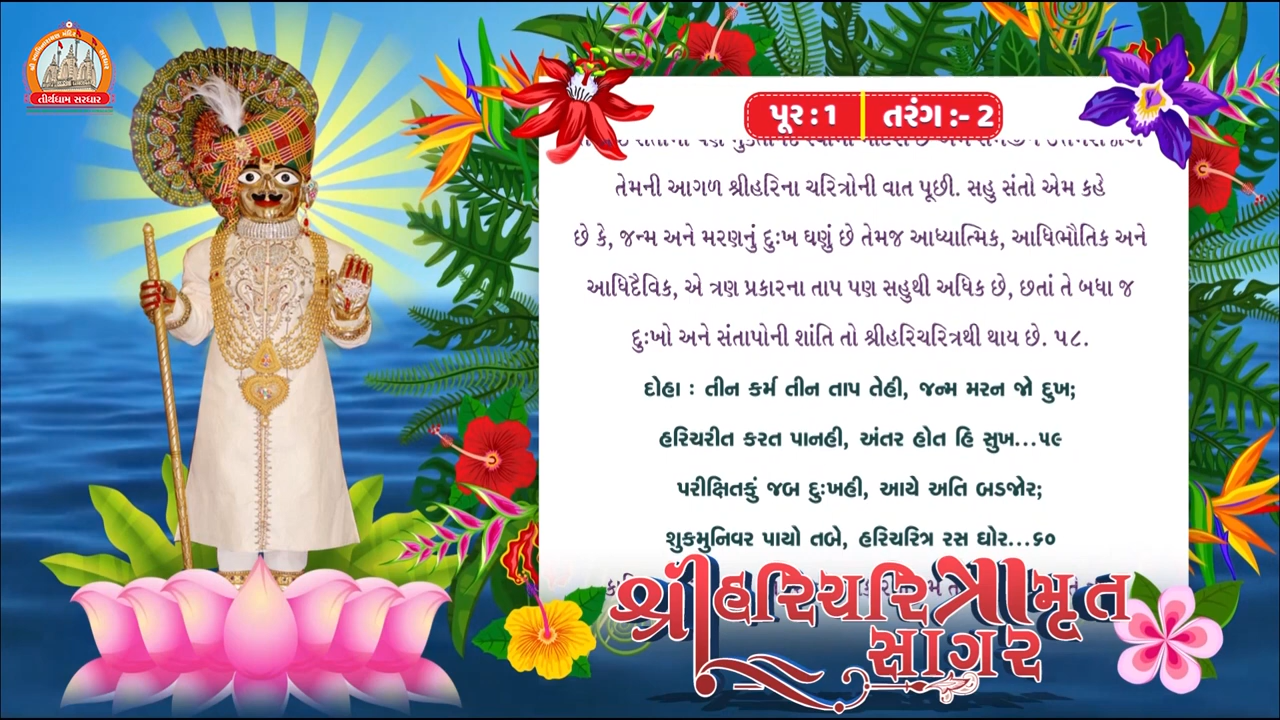 શ્રી સ્વામિનારાયણ મંદિર સરધાર
તીર્થધામ સરધાર
પૂર : 1 તરંગ :- 2
તેમની આગળ શ્રીહરિના ચરિત્રોની વાત પૂછી. સહુ સંતો એમ કહે
છે કે, જન્મ અને મરણનું દુઃખ ઘણું છે તેમજ આધ્યાત્મિક, આધિભૌતિક અને
આધિદૈવિક, એ ત્રણ પ્રકારના તાપ પણ સહુથી અધિક છે, છતાં તે બધા જ
દુઃખો અને સંતાપોની શાંતિ તો શ્રીહરિચરિત્રથી થાય છે. ૫૮.
દોહા : તીન કર્મ તીન તાપ તેહી, જન્મ મરન જો દુખ;
હરિચરીત કરત પાનહી, અંતર હોત હિ સુખ...૫૯
પરીક્ષિતકું જબ દુઃખહી, આયે અતિ બડજોર;
શુકમુનિવર પાયો તબે, હરિચરિત્ર રસ ઘોર...૬૦
શ્રીહરિચરિત્રામૃત
સાગર